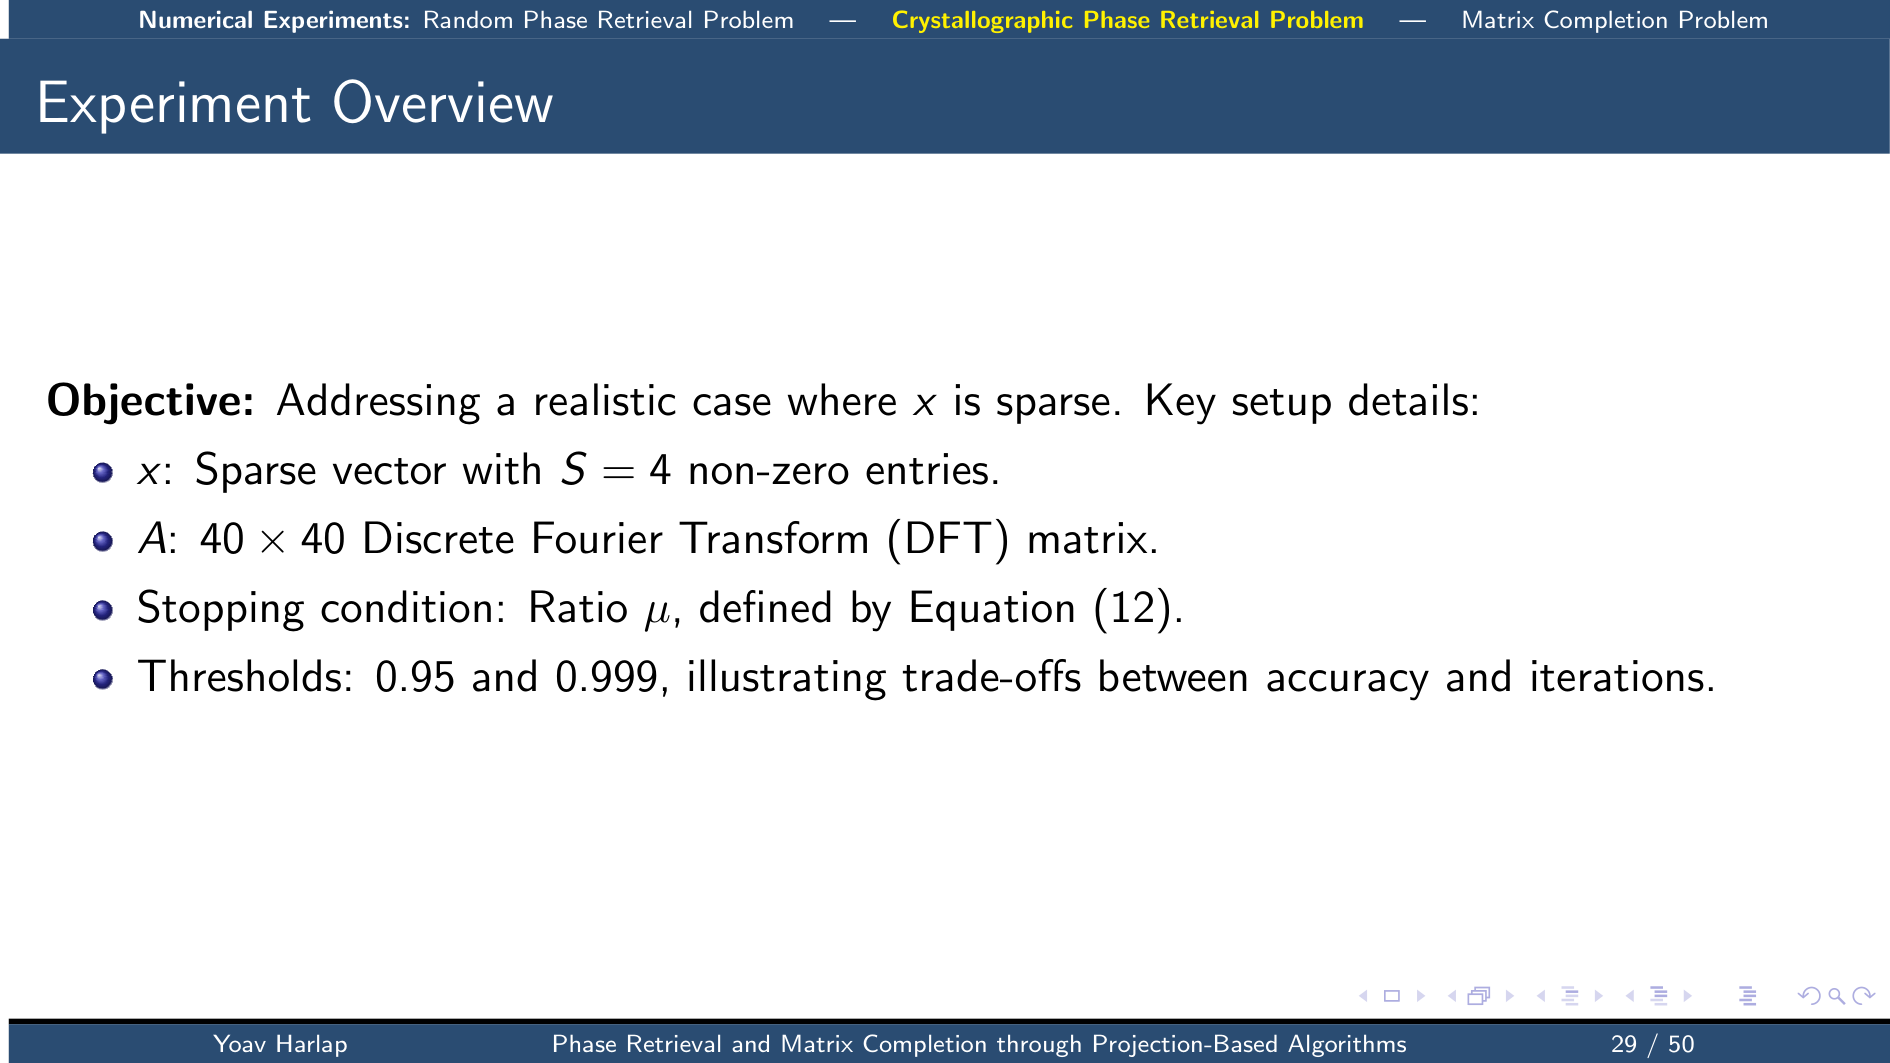 Numerical Experiments: Random Phase Retrieval Problem — Crystallographic Phase Retrieval Problem — Matrix Completion Problem
Experiment Overview
Objective: Addressing a realistic case where x is sparse. Key setup details:
x: Sparse vector with S = 4 non-zero entries.
A: 40 × 40 Discrete Fourier Transform (DFT) matrix.
Stopping condition: Ratio μ, defined by Equation (12).
Thresholds: 0.95 and 0.999, illustrating trade-offs between accuracy and iterations.
Yoav Harlap Phase Retrieval and Matrix Completion through Projection-Based Algorithms 29 / 50